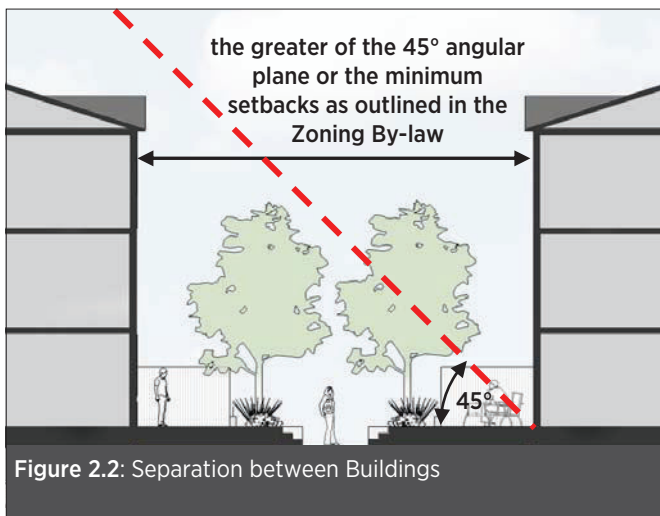 the greater of the 45° angular
plane or the minimum
setbacks as outlined in the
Zoning By-law
45°
Figure 2.2: Separation between Buildings